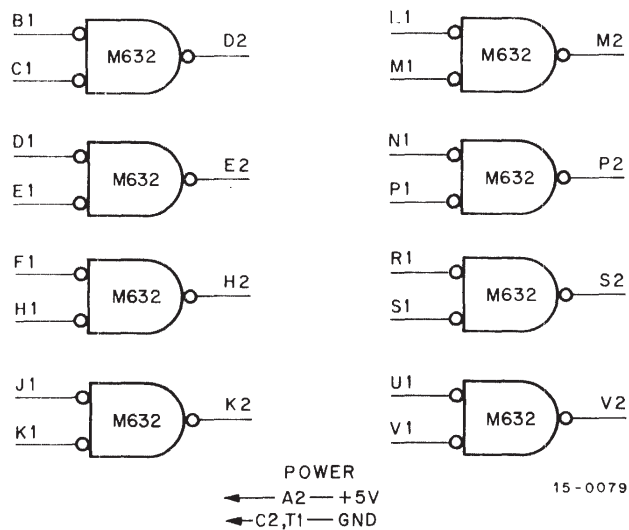 B1
M632
D2
C1
D1
M632
E2
E1
F1
M632
H2
H1
J1
M632
K2
K1
L1
M632
M2
M1
N1
M632
P2
P1
R1
M632
S2
S1
U1
M632
V2
V1
POWER
A2 — +5V
C2,T1 — GND
15-0079